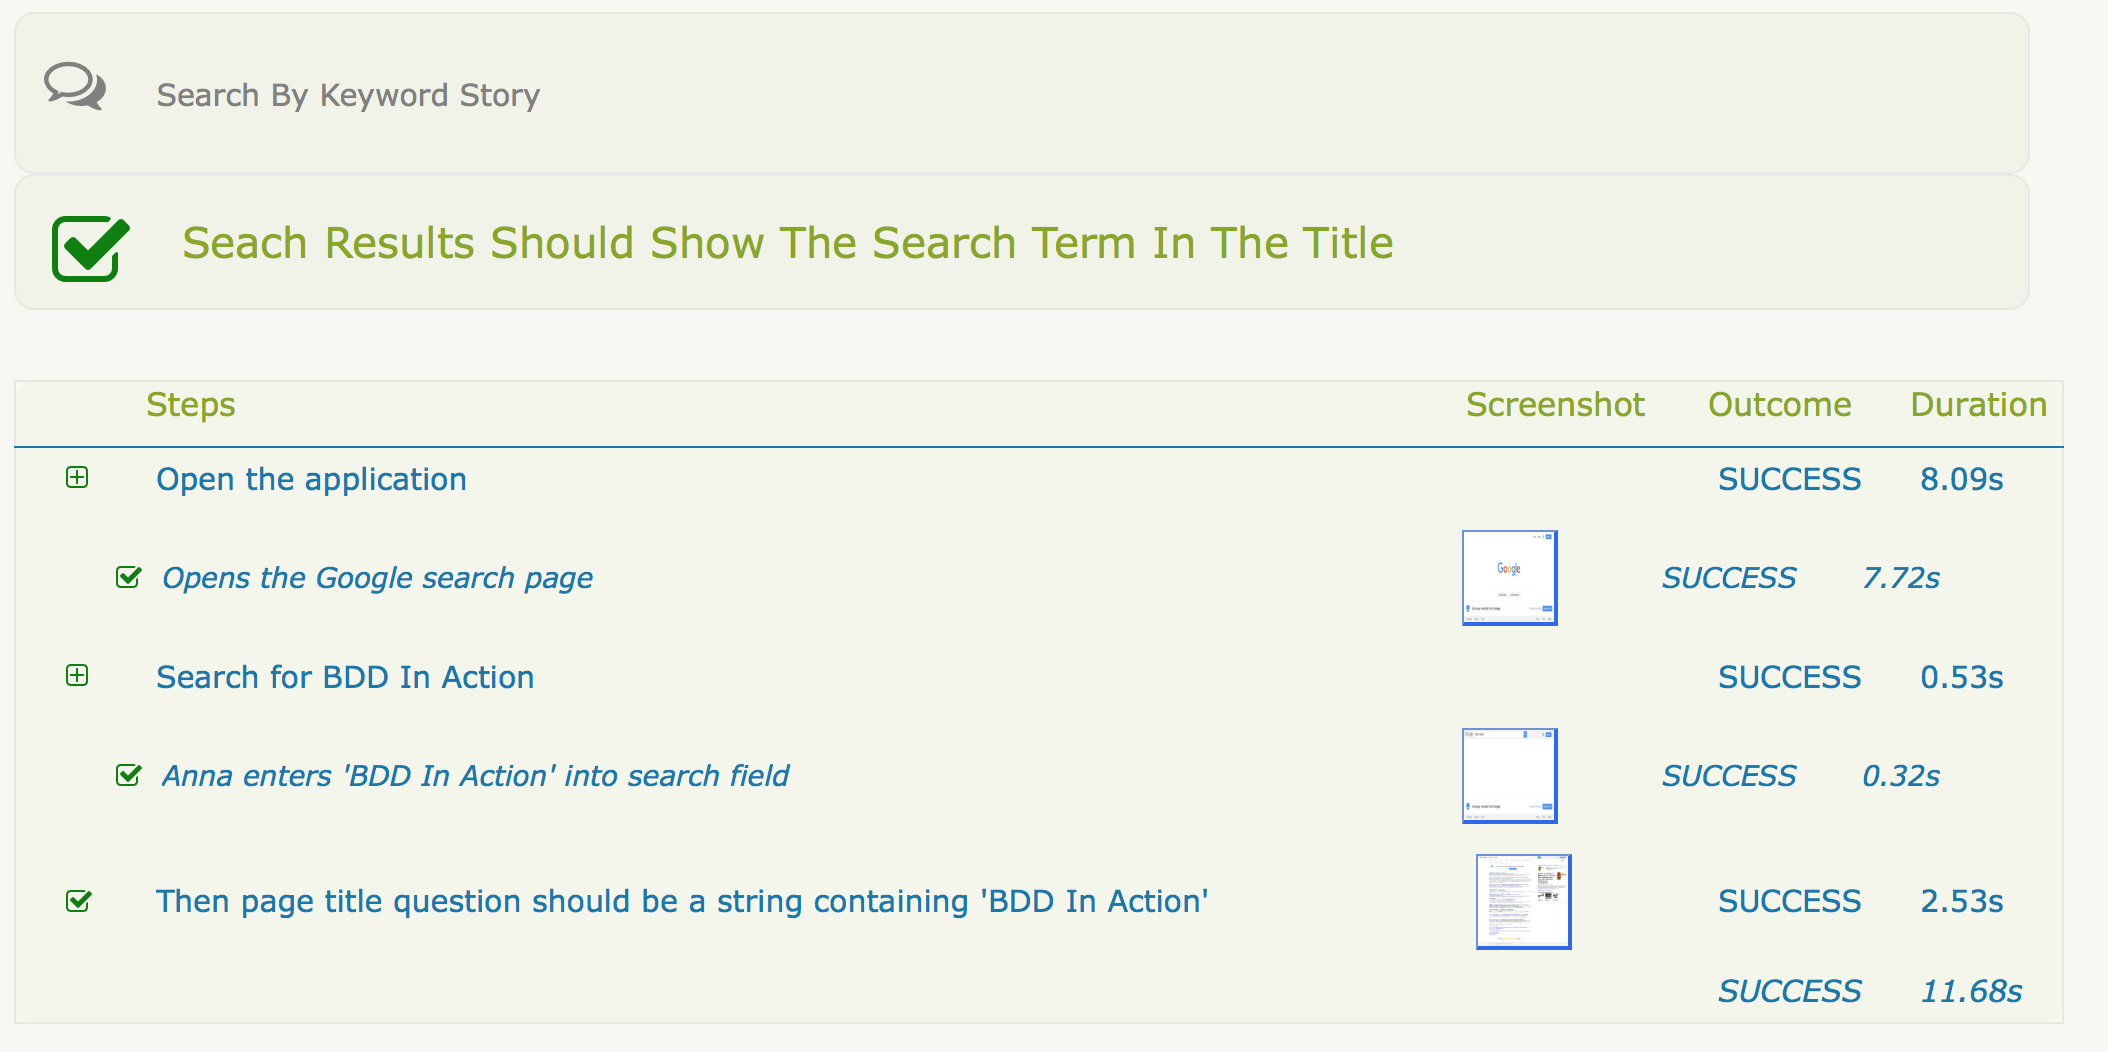 Search By Keyword Story
Seach Results Should Show The Search Term In The Title
Steps Screenshot Outcome Duration
Open the application SUCCESS 8.09s
Opens the Google search page Google SUCCESS 7.72s
Search for BDD In Action SUCCESS 0.53s
Anna enters 'BDD In Action' into search field SUCCESS 0.32s
Then page title question should be a string containing 'BDD In Action' SUCCESS 2.53s
SUCCESS 11.68s